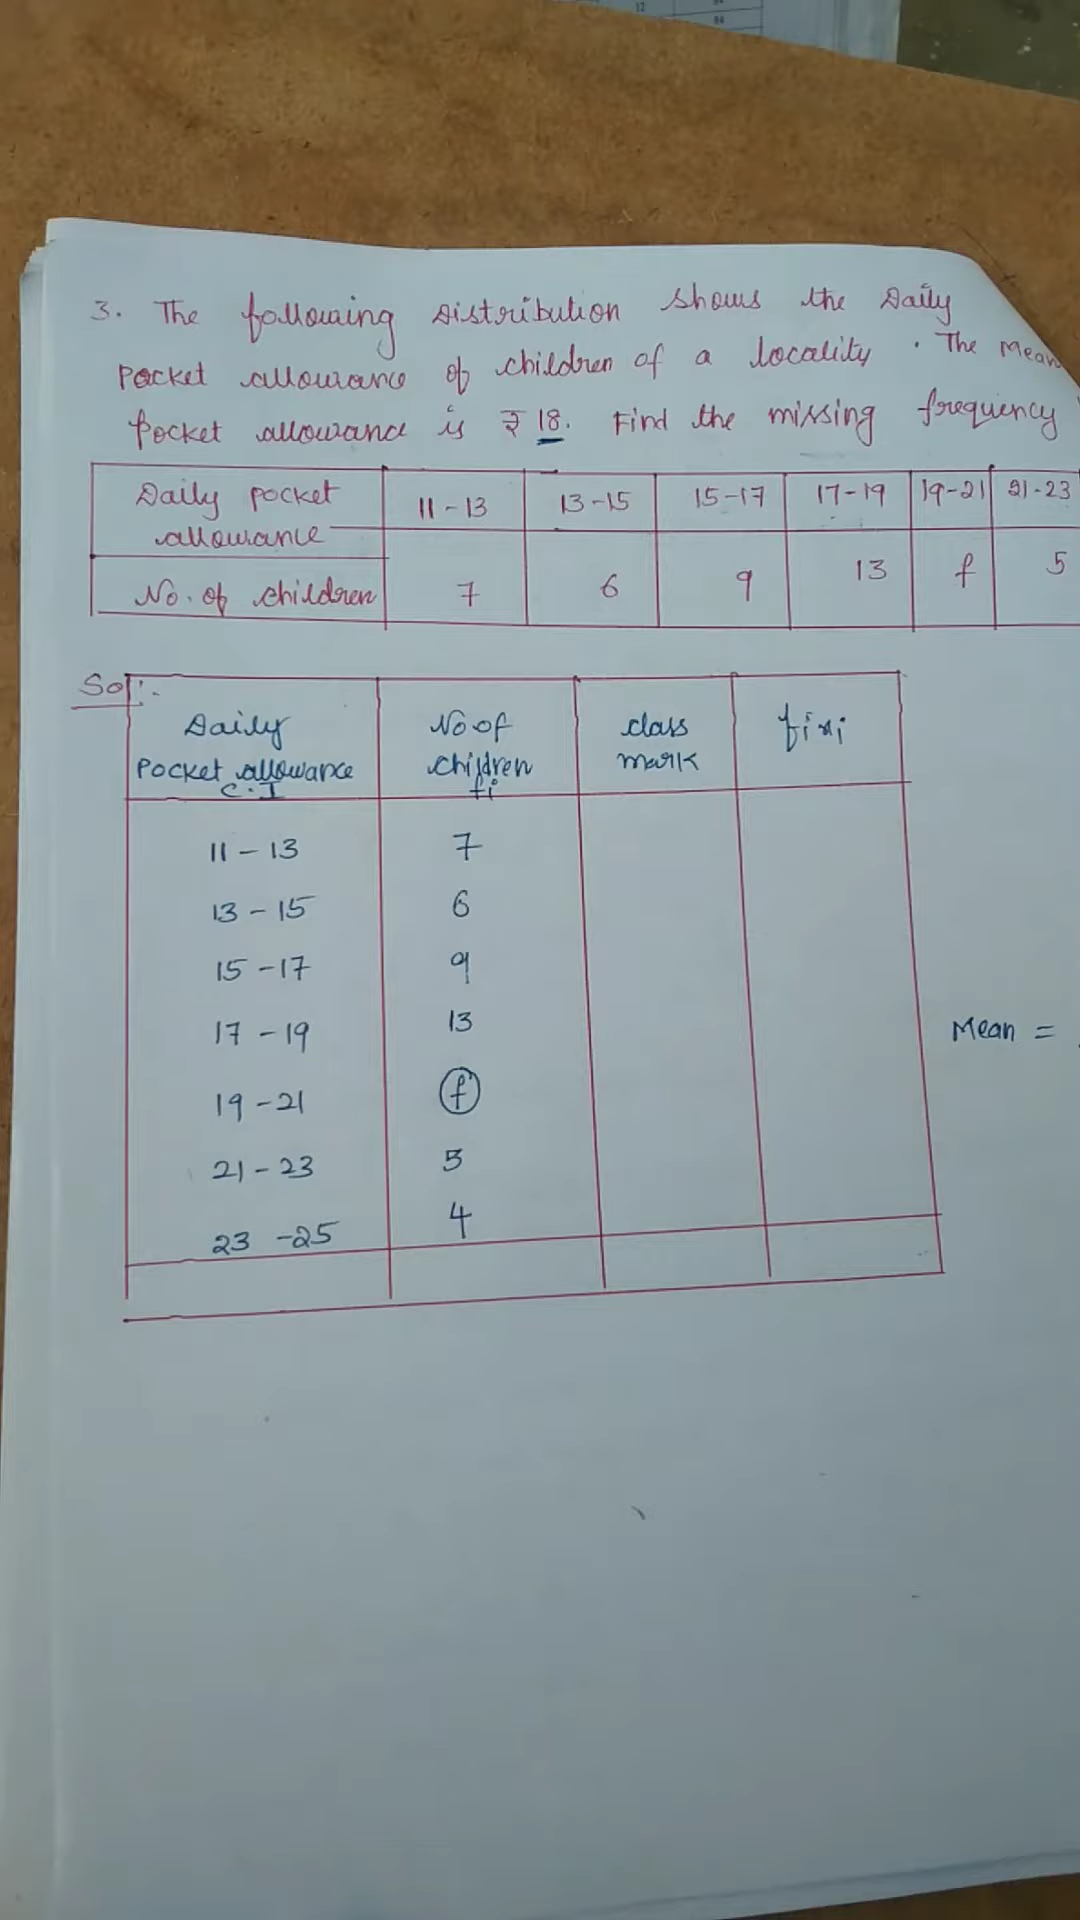 12
84
3. The following Distribution shows the Daily
Pocket allowance of children of a locality. The Mean
Pocket allowance is ₹ 18. Find the missing frequency
Daily pocket allowance 11-13 13-15 15-17 17-19 19-21 21-23
No. of children 7 6 9 13 f 5
Sol:-
Daily No of class fixi
Pocket allowance children mark
C.I fi
11-13 7
13-15 6
15-17 9
17-19 13
Mean =
19-21 f
21-23 5
23-25 4